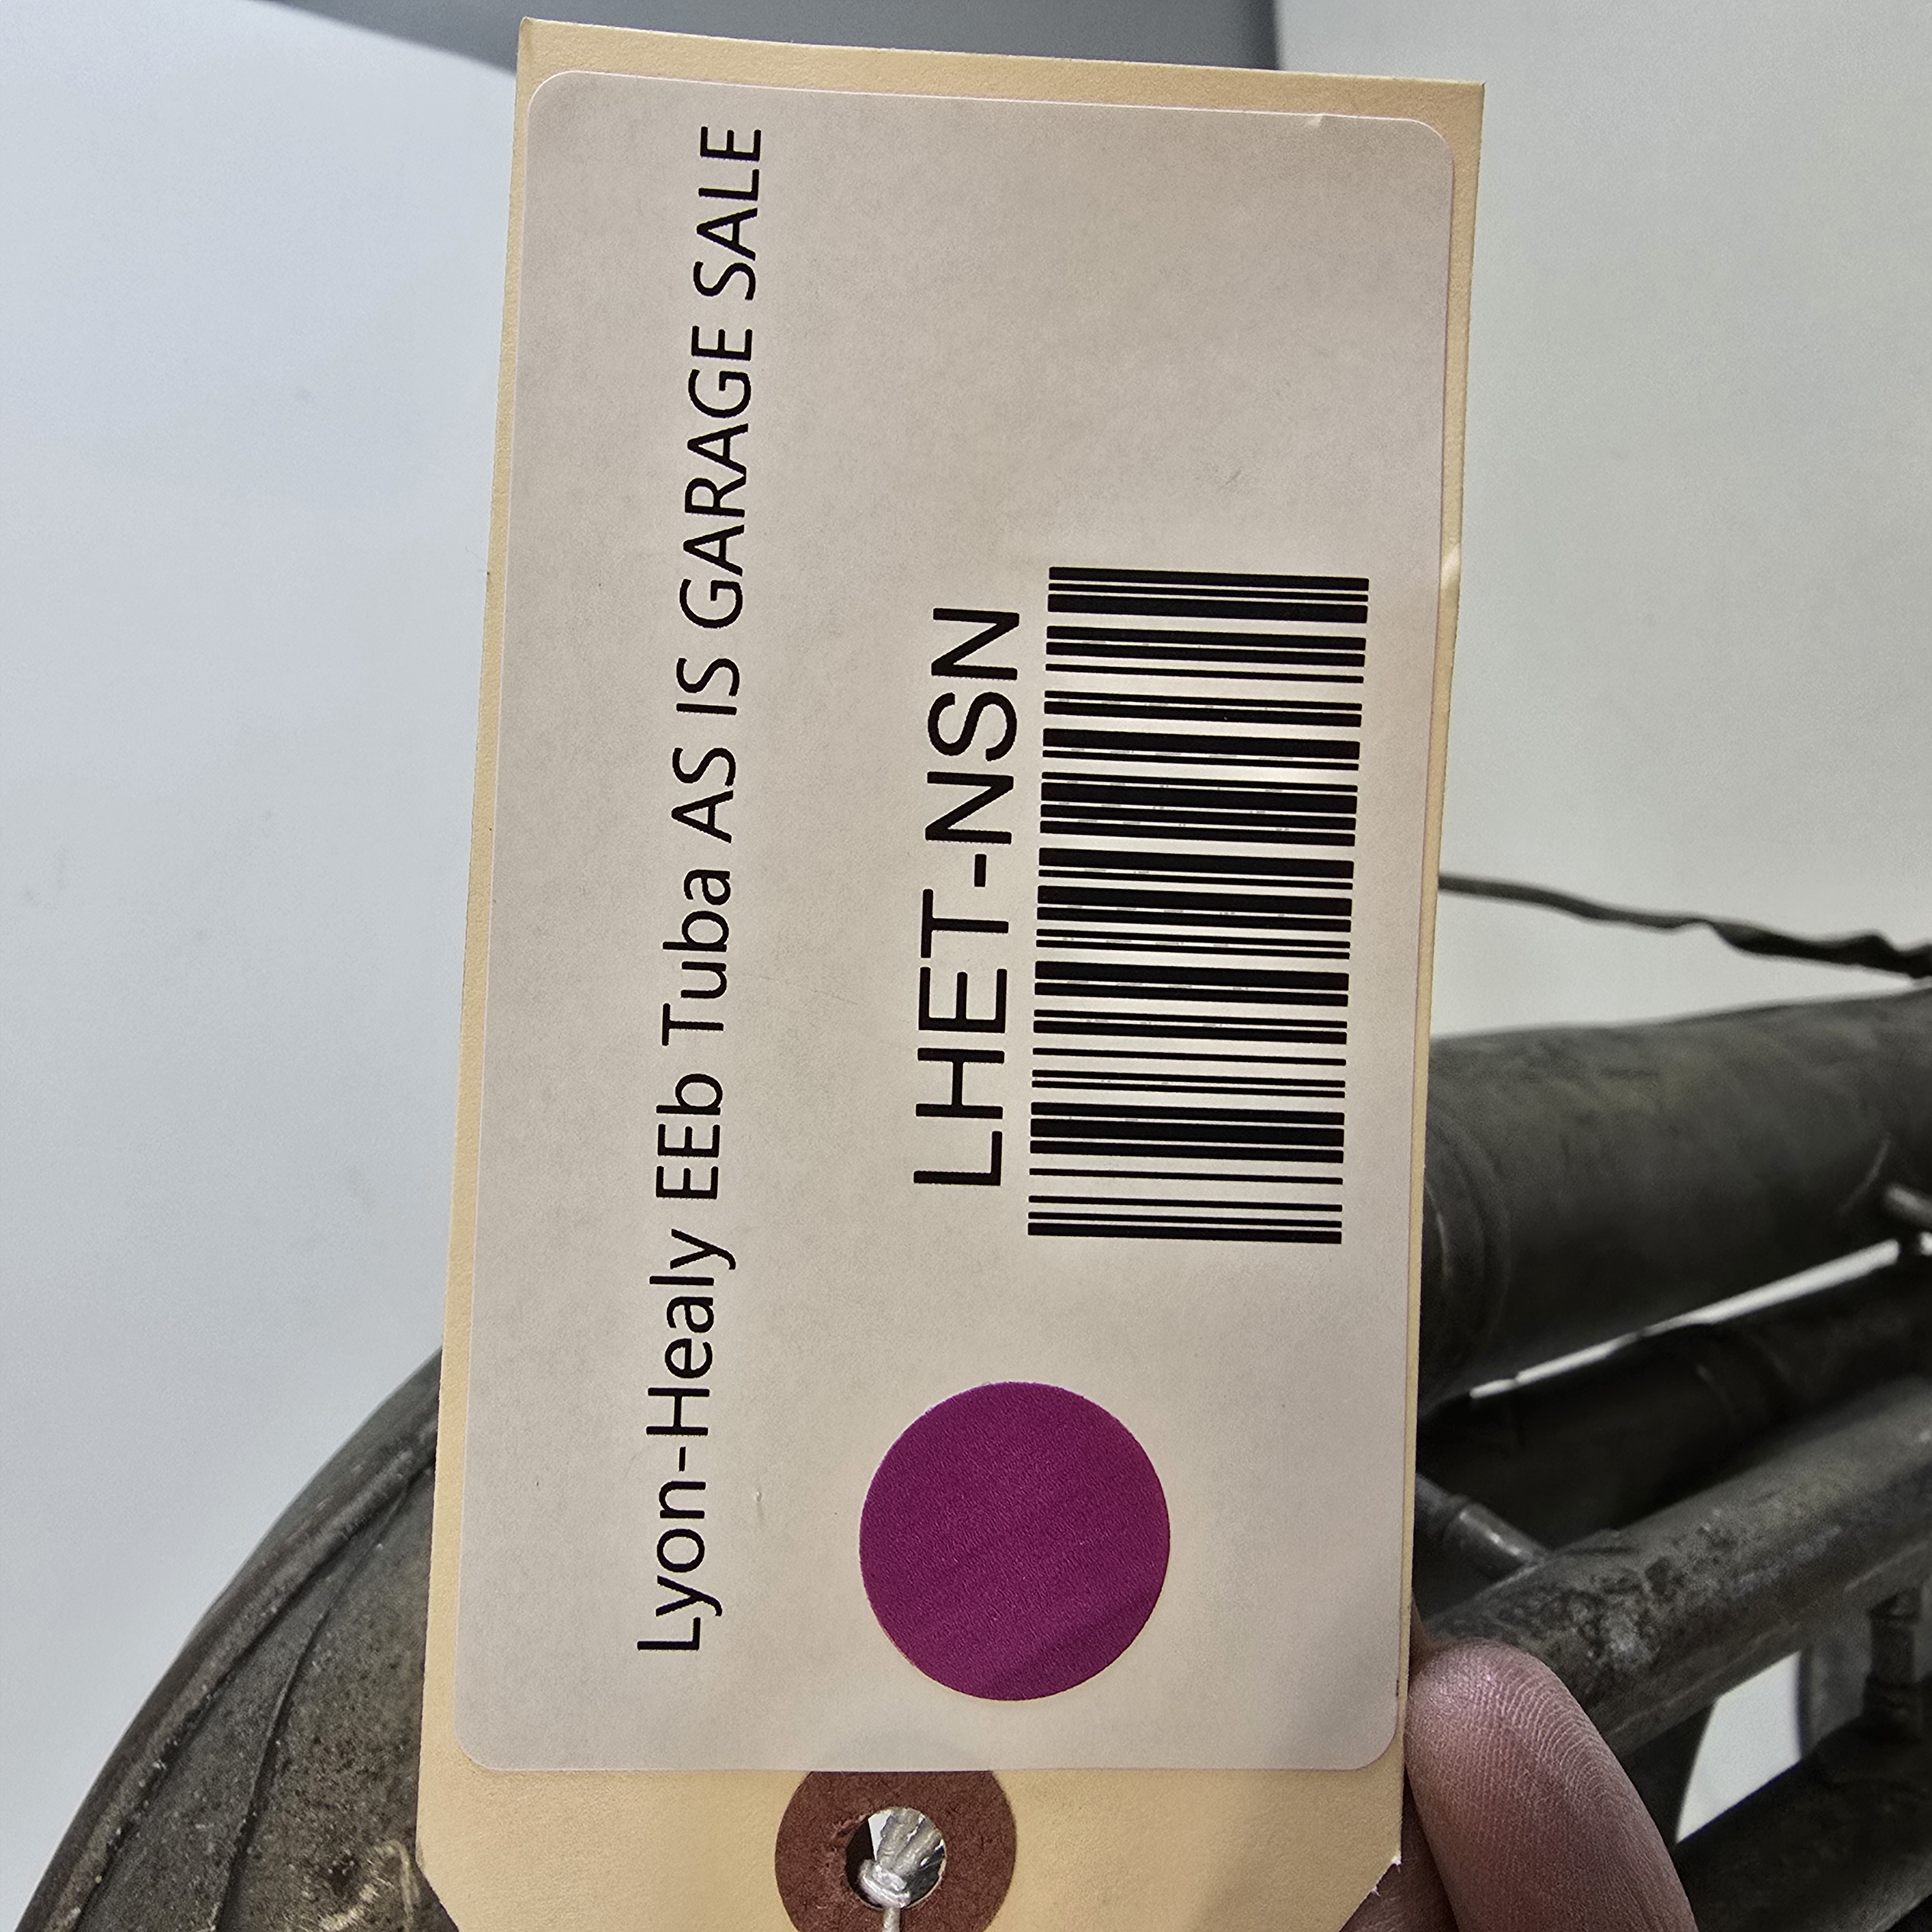 Lyon-Healy EEb Tuba AS IS GARAGE SALE
LHET-NSN